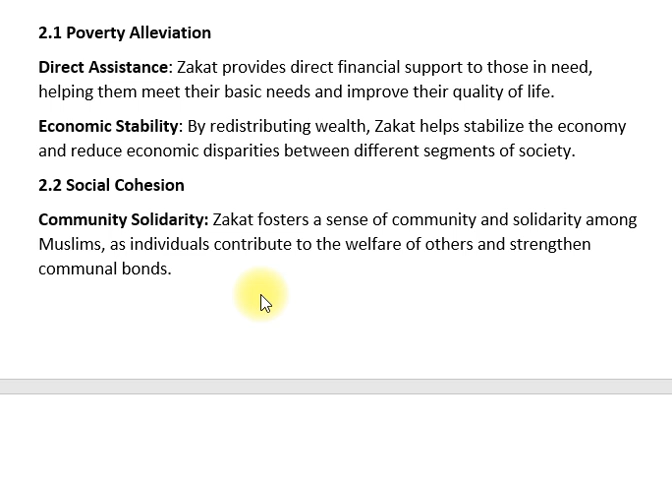 2.1 Poverty Alleviation
Direct Assistance: Zakat provides direct financial support to those in need,
helping them meet their basic needs and improve their quality of life.
Economic Stability: By redistributing wealth, Zakat helps stabilize the economy
and reduce economic disparities between different segments of society.
2.2 Social Cohesion
Community Solidarity: Zakat fosters a sense of community and solidarity among
Muslims, as individuals contribute to the welfare of others and strengthen
communal bonds.